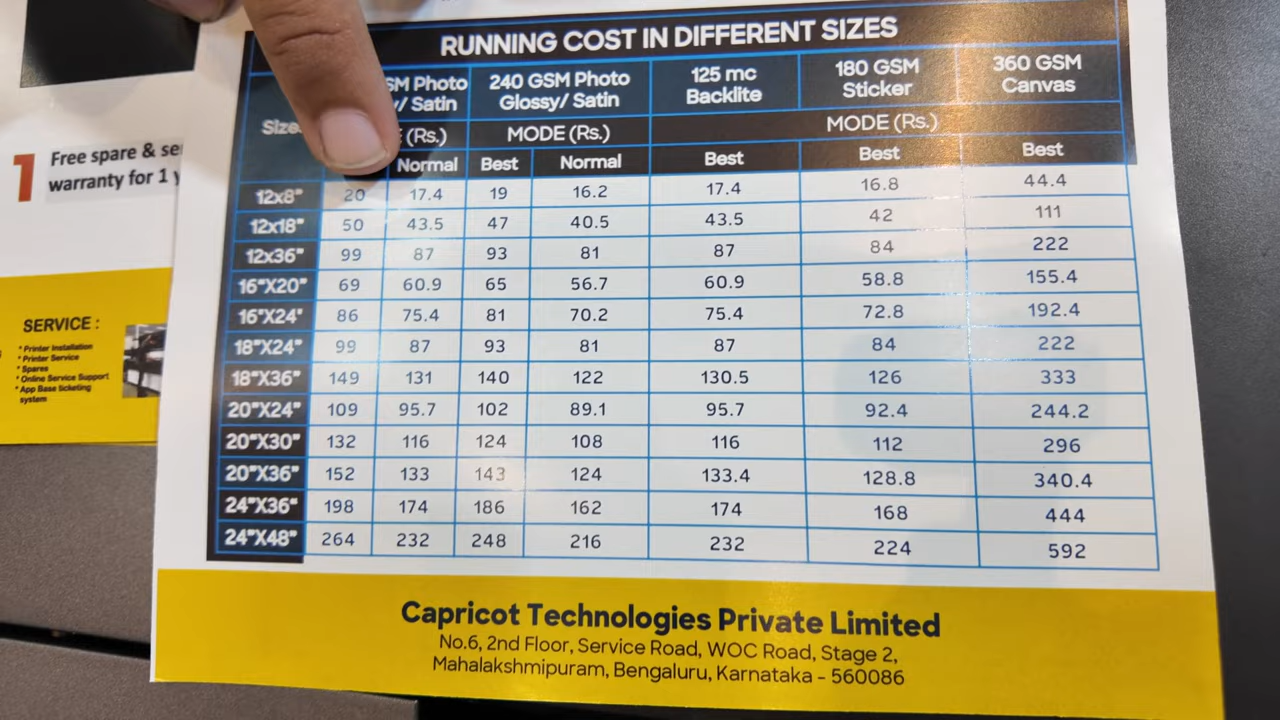 RUNNING COST IN DIFFERENT SIZES
SM Photo 240 GSM Photo 125 mc 180 GSM 360 GSM
/ Satin Glossy/ Satin Backlite Sticker Canvas
Size (Rs.) MODE (Rs.) MODE (Rs.)
Normal Best Normal Best Best Best
12x8" 20 17.4 19 16.2 17.4 16.8 44.4
12x18" 50 43.5 47 40.5 43.5 42 111
12x36" 99 87 93 81 87 84 222
16"X20" 69 60.9 65 56.7 60.9 58.8 155.4
16"X24" 86 75.4 81 70.2 75.4 72.8 192.4
18"X24" 99 87 93 81 87 84 222
18"X36" 149 131 140 122 130.5 126 333
20"X24" 109 95.7 102 89.1 95.7 92.4 244.2
20"X30" 132 116 124 108 116 112 296
20"X36" 152 133 143 124 133.4 128.8 340.4
24"X36" 198 174 186 162 174 168 444
24"X48" 264 232 248 216 232 224 592
Capricot Technologies Private Limited
No.6, 2nd Floor, Service Road, WOC Road, Stage 2,
Mahalakshmipuram, Bengaluru, Karnataka - 560086
1 Free spare & se
warranty for 1 y
SERVICE :
* Printer Installation
* Printer Service
* Spares
* Online Service Support
* App Base ticketing
system